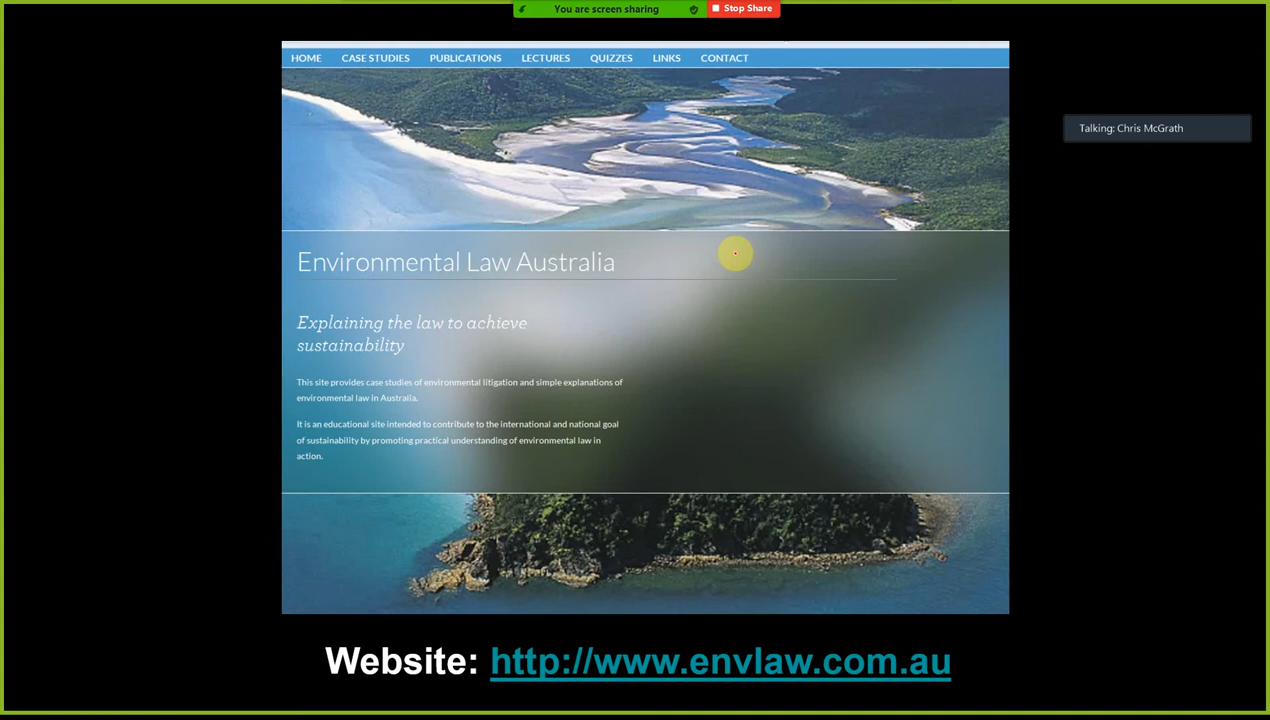 You are screen sharing
Stop Share
HOME CASE STUDIES PUBLICATIONS LECTURES QUIZZES LINKS CONTACT
Talking: Chris McGrath
Environmental Law Australia
Explaining the law to achieve
sustainability
This site provides case studies of environmental litigation and simple explanations of
environmental law in Australia.
It is an educational site intended to contribute to the international and national goal
of sustainability by promoting practical understanding of environmental law in
action.
Website: http://www.envlaw.com.au